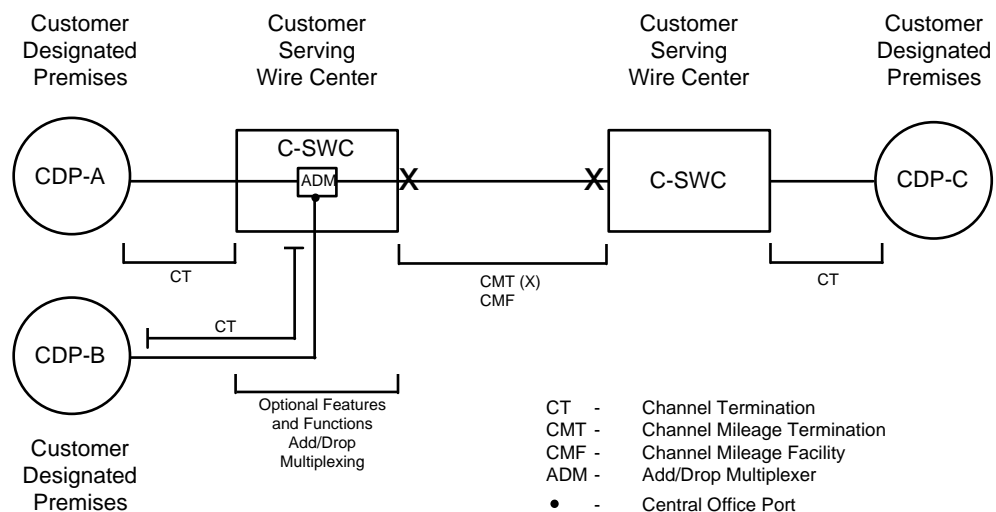 Customer
Designated
Premises
Customer
Serving
Wire Center
Customer
Serving
Wire Center
Customer
Designated
Premises
CDP-A
C-SWC
ADM
X
X
C-SWC
CDP-C
CT
CMT (X)
CMF
CT
CT
CDP-B
Optional Features
and Functions
Add/Drop
Multiplexing
Customer
Designated
Premises
CT - Channel Termination
CMT - Channel Mileage Termination
CMF - Channel Mileage Facility
ADM - Add/Drop Multiplexer
• - Central Office Port